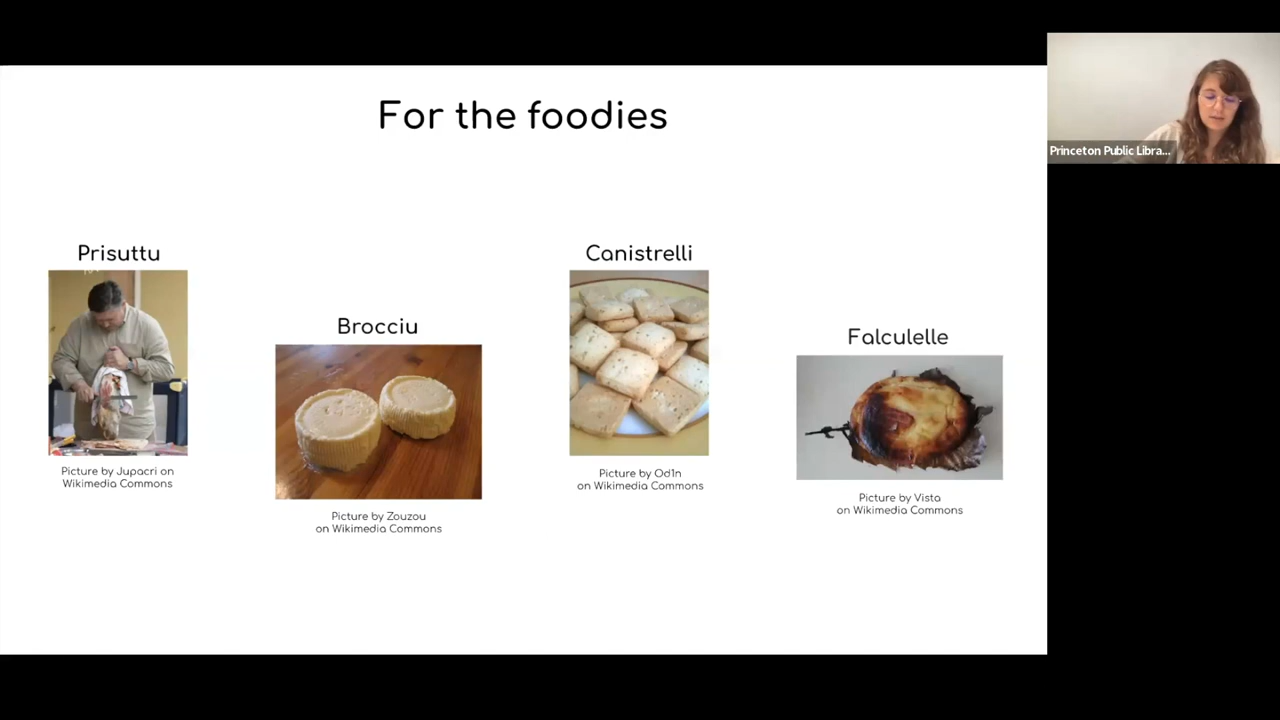 For the foodies
Prisuttu
Picture by Jupacri on
Wikimedia Commons
Brocciu
Picture by Zouzou
on Wikimedia Commons
Canistrelli
Picture by Od1n
on Wikimedia Commons
Falculelle
Picture by Vista
on Wikimedia Commons
Princeton Public Libra...